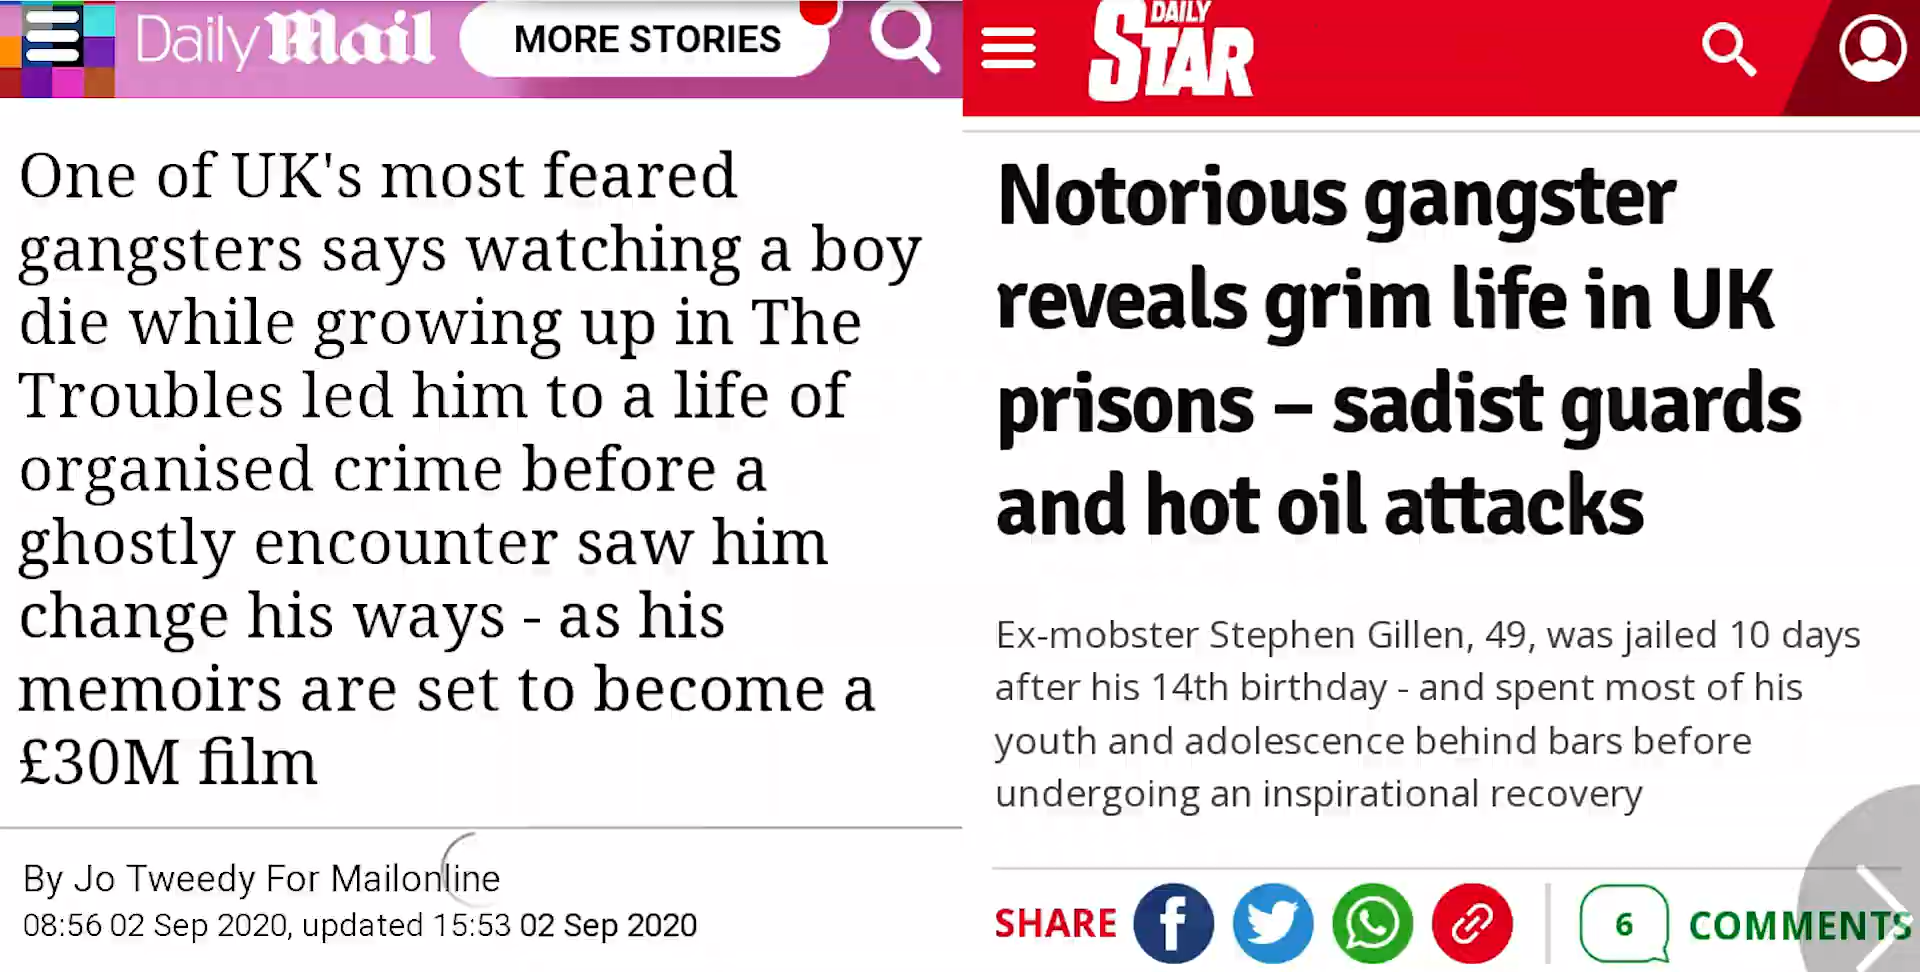 Daily Mail
MORE STORIES
One of UK's most feared
gangsters says watching a boy
die while growing up in The
Troubles led him to a life of
organised crime before a
ghostly encounter saw him
change his ways - as his
memoirs are set to become a
£30M film
By Jo Tweedy For Mailonline
08:56 02 Sep 2020, updated 15:53 02 Sep 2020
DAILY
STAR
Notorious gangster
reveals grim life in UK
prisons – sadist guards
and hot oil attacks
Ex-mobster Stephen Gillen, 49, was jailed 10 days
after his 14th birthday - and spent most of his
youth and adolescence behind bars before
undergoing an inspirational recovery
SHARE
6 COMMENTS